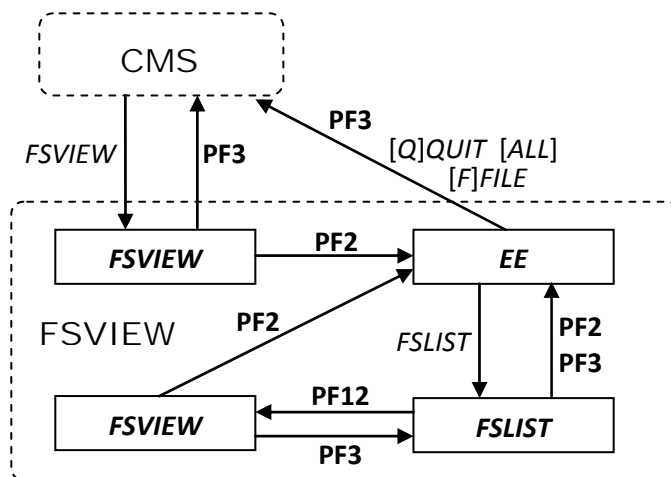 CMS
FSVIEW
PF3
PF3
[Q]QUIT [ALL]
[F]FILE
FSVIEW
PF2
EE
FSVIEW
PF2
FSLIST
PF2
PF3
FSVIEW
PF12
PF3
FSLIST